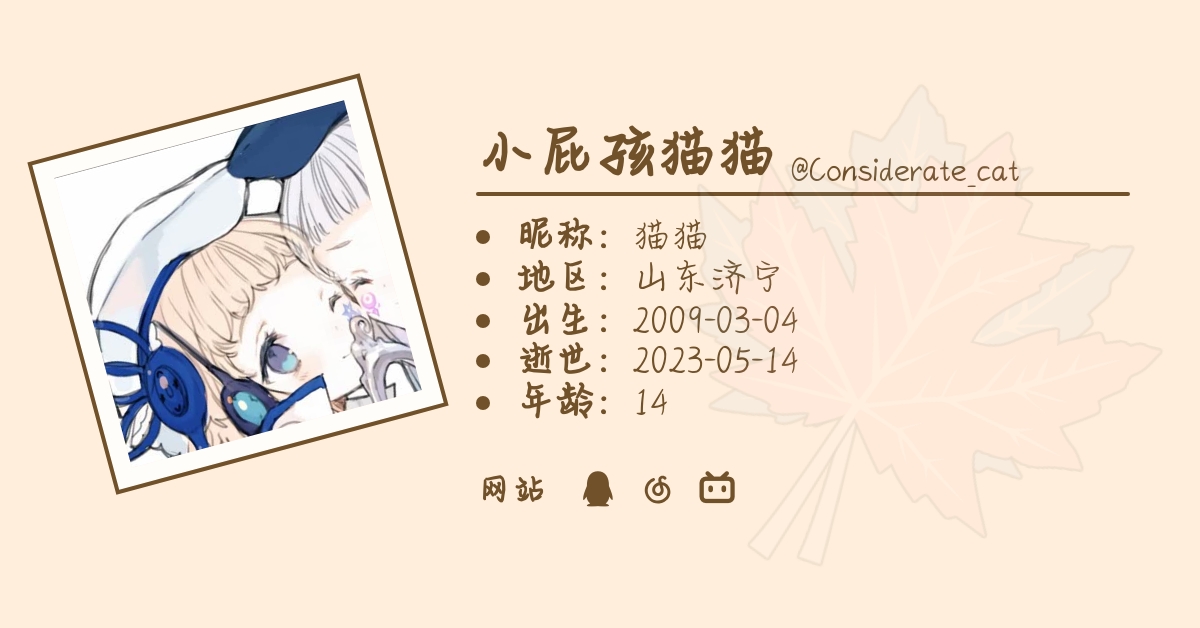 小屁孩猫猫 @Considerate_cat
昵称： 猫猫
地区： 山东济宁
出生： 2009-03-04
逝世： 2023-05-14
年龄： 14
网站